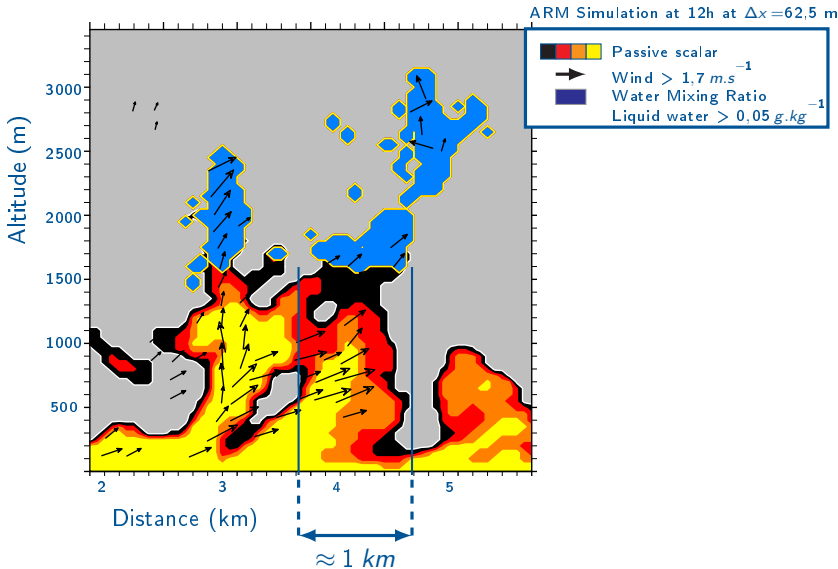 ARM Simulation at 12h at Δx=62,5 m
Passive scalar
Wind > 1,7 m.s⁻¹
Water Mixing Ratio
Liquid water > 0,05 g.kg⁻¹
Altitude (m)
3000
2500
2000
1500
1000
500
2 3 4 5
Distance (km)
≈ 1 km